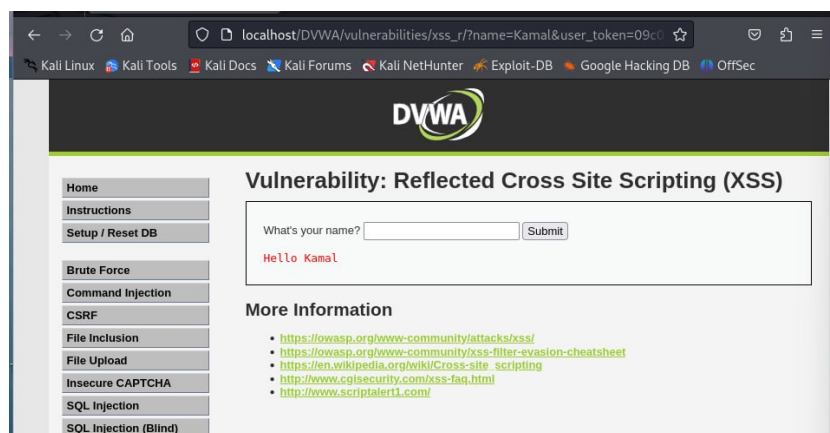 localhost/DVWA/vulnerabilities/xss_r/?name=Kamal&user_token=09c0
Kali Linux Kali Tools Kali Docs Kali Forums Kali NetHunter Exploit-DB Google Hacking DB OffSec
DVWA
Home
Instructions
Setup / Reset DB
Brute Force
Command Injection
CSRF
File Inclusion
File Upload
Insecure CAPTCHA
SQL Injection
SQL Injection (Blind)
Vulnerability: Reflected Cross Site Scripting (XSS)
What's your name? Submit
Hello Kamal
More Information
https://owasp.org/www-community/attacks/xss/
https://owasp.org/www-community/xss-filter-evasion-cheatsheet
https://en.wikipedia.org/wiki/Cross-site_scripting
http://www.cgisecurity.com/xss-faq.html
http://www.scriptalert1.com/